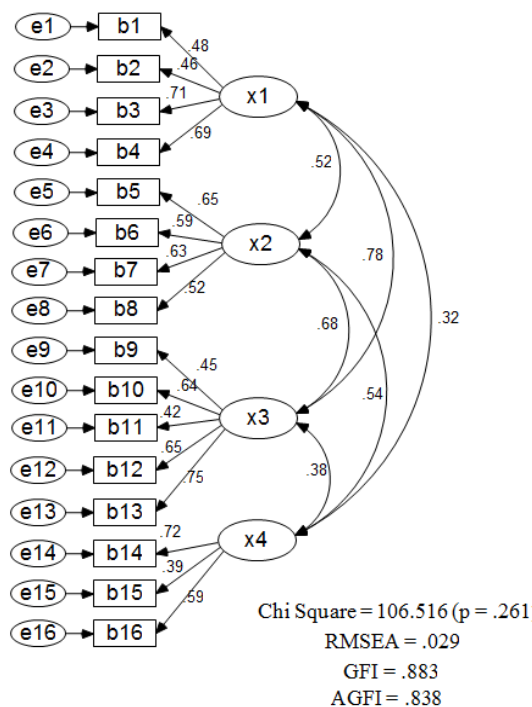 e1 b1
.48
e2 b2 .46
x1
e3 b3 .71
e4 b4 .69
.52
e5 b5
.65
e6 b6 .59
x2
.78
e7 b7 .63
e8 b8 .52
.68
.32
e9 b9
.45
e10 b10 .64
.54
e11 b11 .42
x3
e12 b12 .65
.38
e13 b13 .75
e14 b14 .72
x4
e15 b15 .39
e16 b16 .59
Chi Square = 106.516 (p = .261
RMSEA = .029
GFI = .883
AGFI = .838